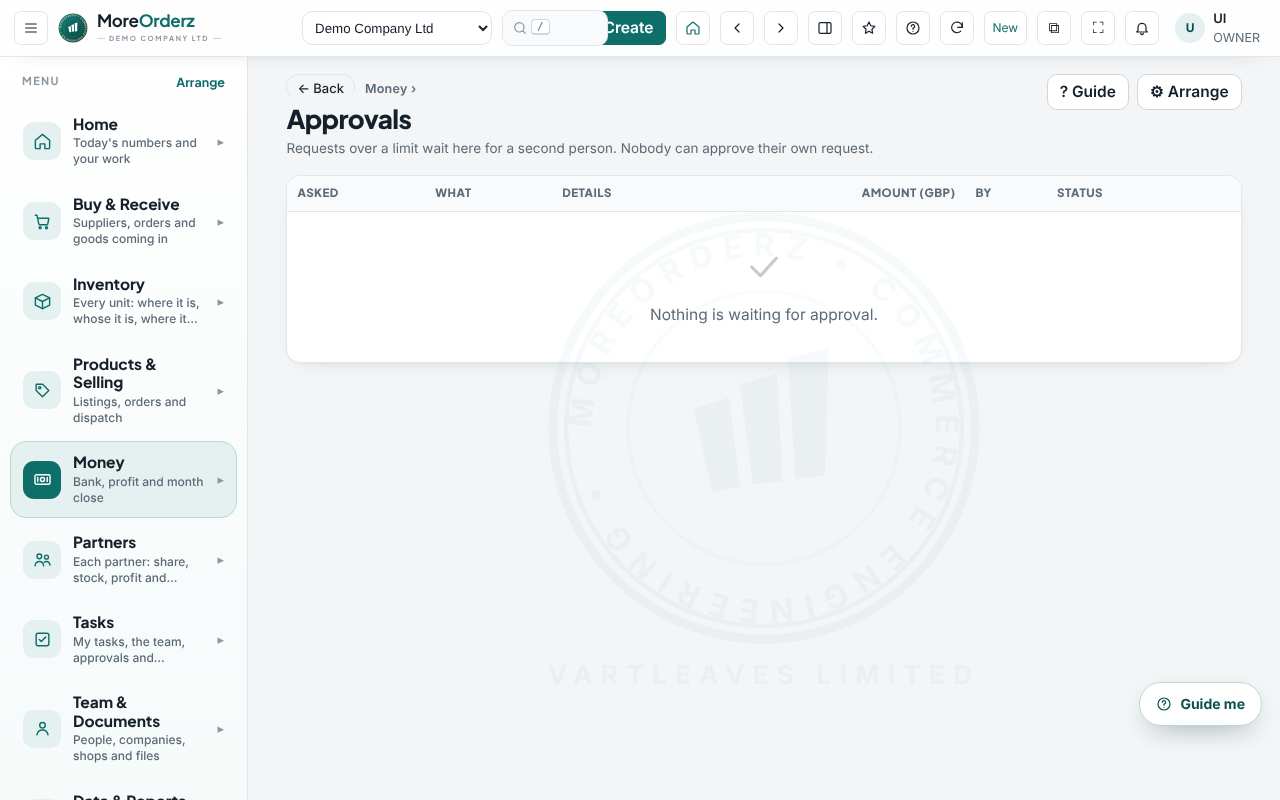 MoreOrderz
— DEMO COMPANY LTD —
Demo Company Ltd
/
Create
New
U
UI
OWNER
MENU
Arrange
Home
Today's numbers and
your work
Buy & Receive
Suppliers, orders and
goods coming in
Inventory
Every unit: where it is,
whose it is, where it...
Products &
Selling
Listings, orders and
dispatch
Money
Bank, profit and month
close
Partners
Each partner: share,
stock, profit and...
Tasks
My tasks, the team,
approvals and...
Team &
Documents
People, companies,
shops and files
Data & Reports
← Back
Money ›
? Guide
⚙ Arrange
Approvals
Requests over a limit wait here for a second person. Nobody can approve their own request.
ASKED
WHAT
DETAILS
AMOUNT (GBP)
BY
STATUS
Nothing is waiting for approval.
MOREORDERZ • COMMERCE ENGINEERING •
VARTLEAVES LIMITED
Guide me